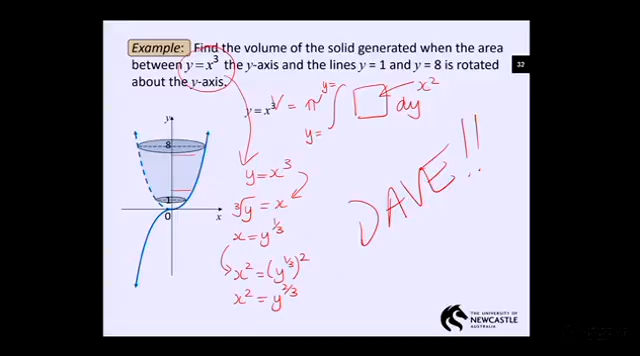 Example: Find the volume of the solid generated when the area
between y = x³ the y-axis and the lines y = 1 and y = 8 is rotated
about the y-axis.
32
y = x³
V = π ∫ □ dy
x²
y=
y=
y
8
1
0
x
y = x³
∛y = x
x = y^{1/3}
x² = (y^{1/3})²
x² = y^{2/3}
DAVE!!
THE UNIVERSITY OF
NEWCASTLE
AUSTRALIA